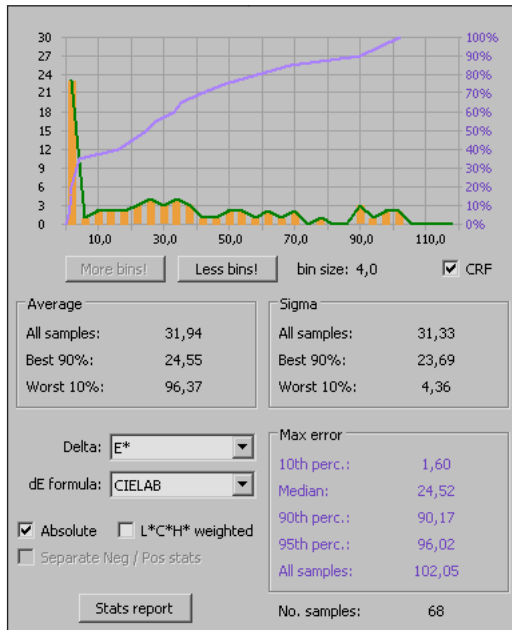 30 100%
27 90%
24 80%
21 70%
18 60%
15 50%
12 40%
9 30%
6 20%
3 10%
0 0%
10,0 30,0 50,0 70,0 90,0 110,0
More bins! Less bins! bin size: 4,0 CRF
Average Sigma
All samples: 31,94 All samples: 31,33
Best 90%: 24,55 Best 90%: 23,69
Worst 10%: 96,37 Worst 10%: 4,36
Delta: E*
dE formula: CIELAB
Absolute L*C*H* weighted
Separate Neg / Pos stats
Stats report
Max error
10th perc.: 1,60
Median: 24,52
90th perc.: 90,17
95th perc.: 96,02
All samples: 102,05
No. samples: 68